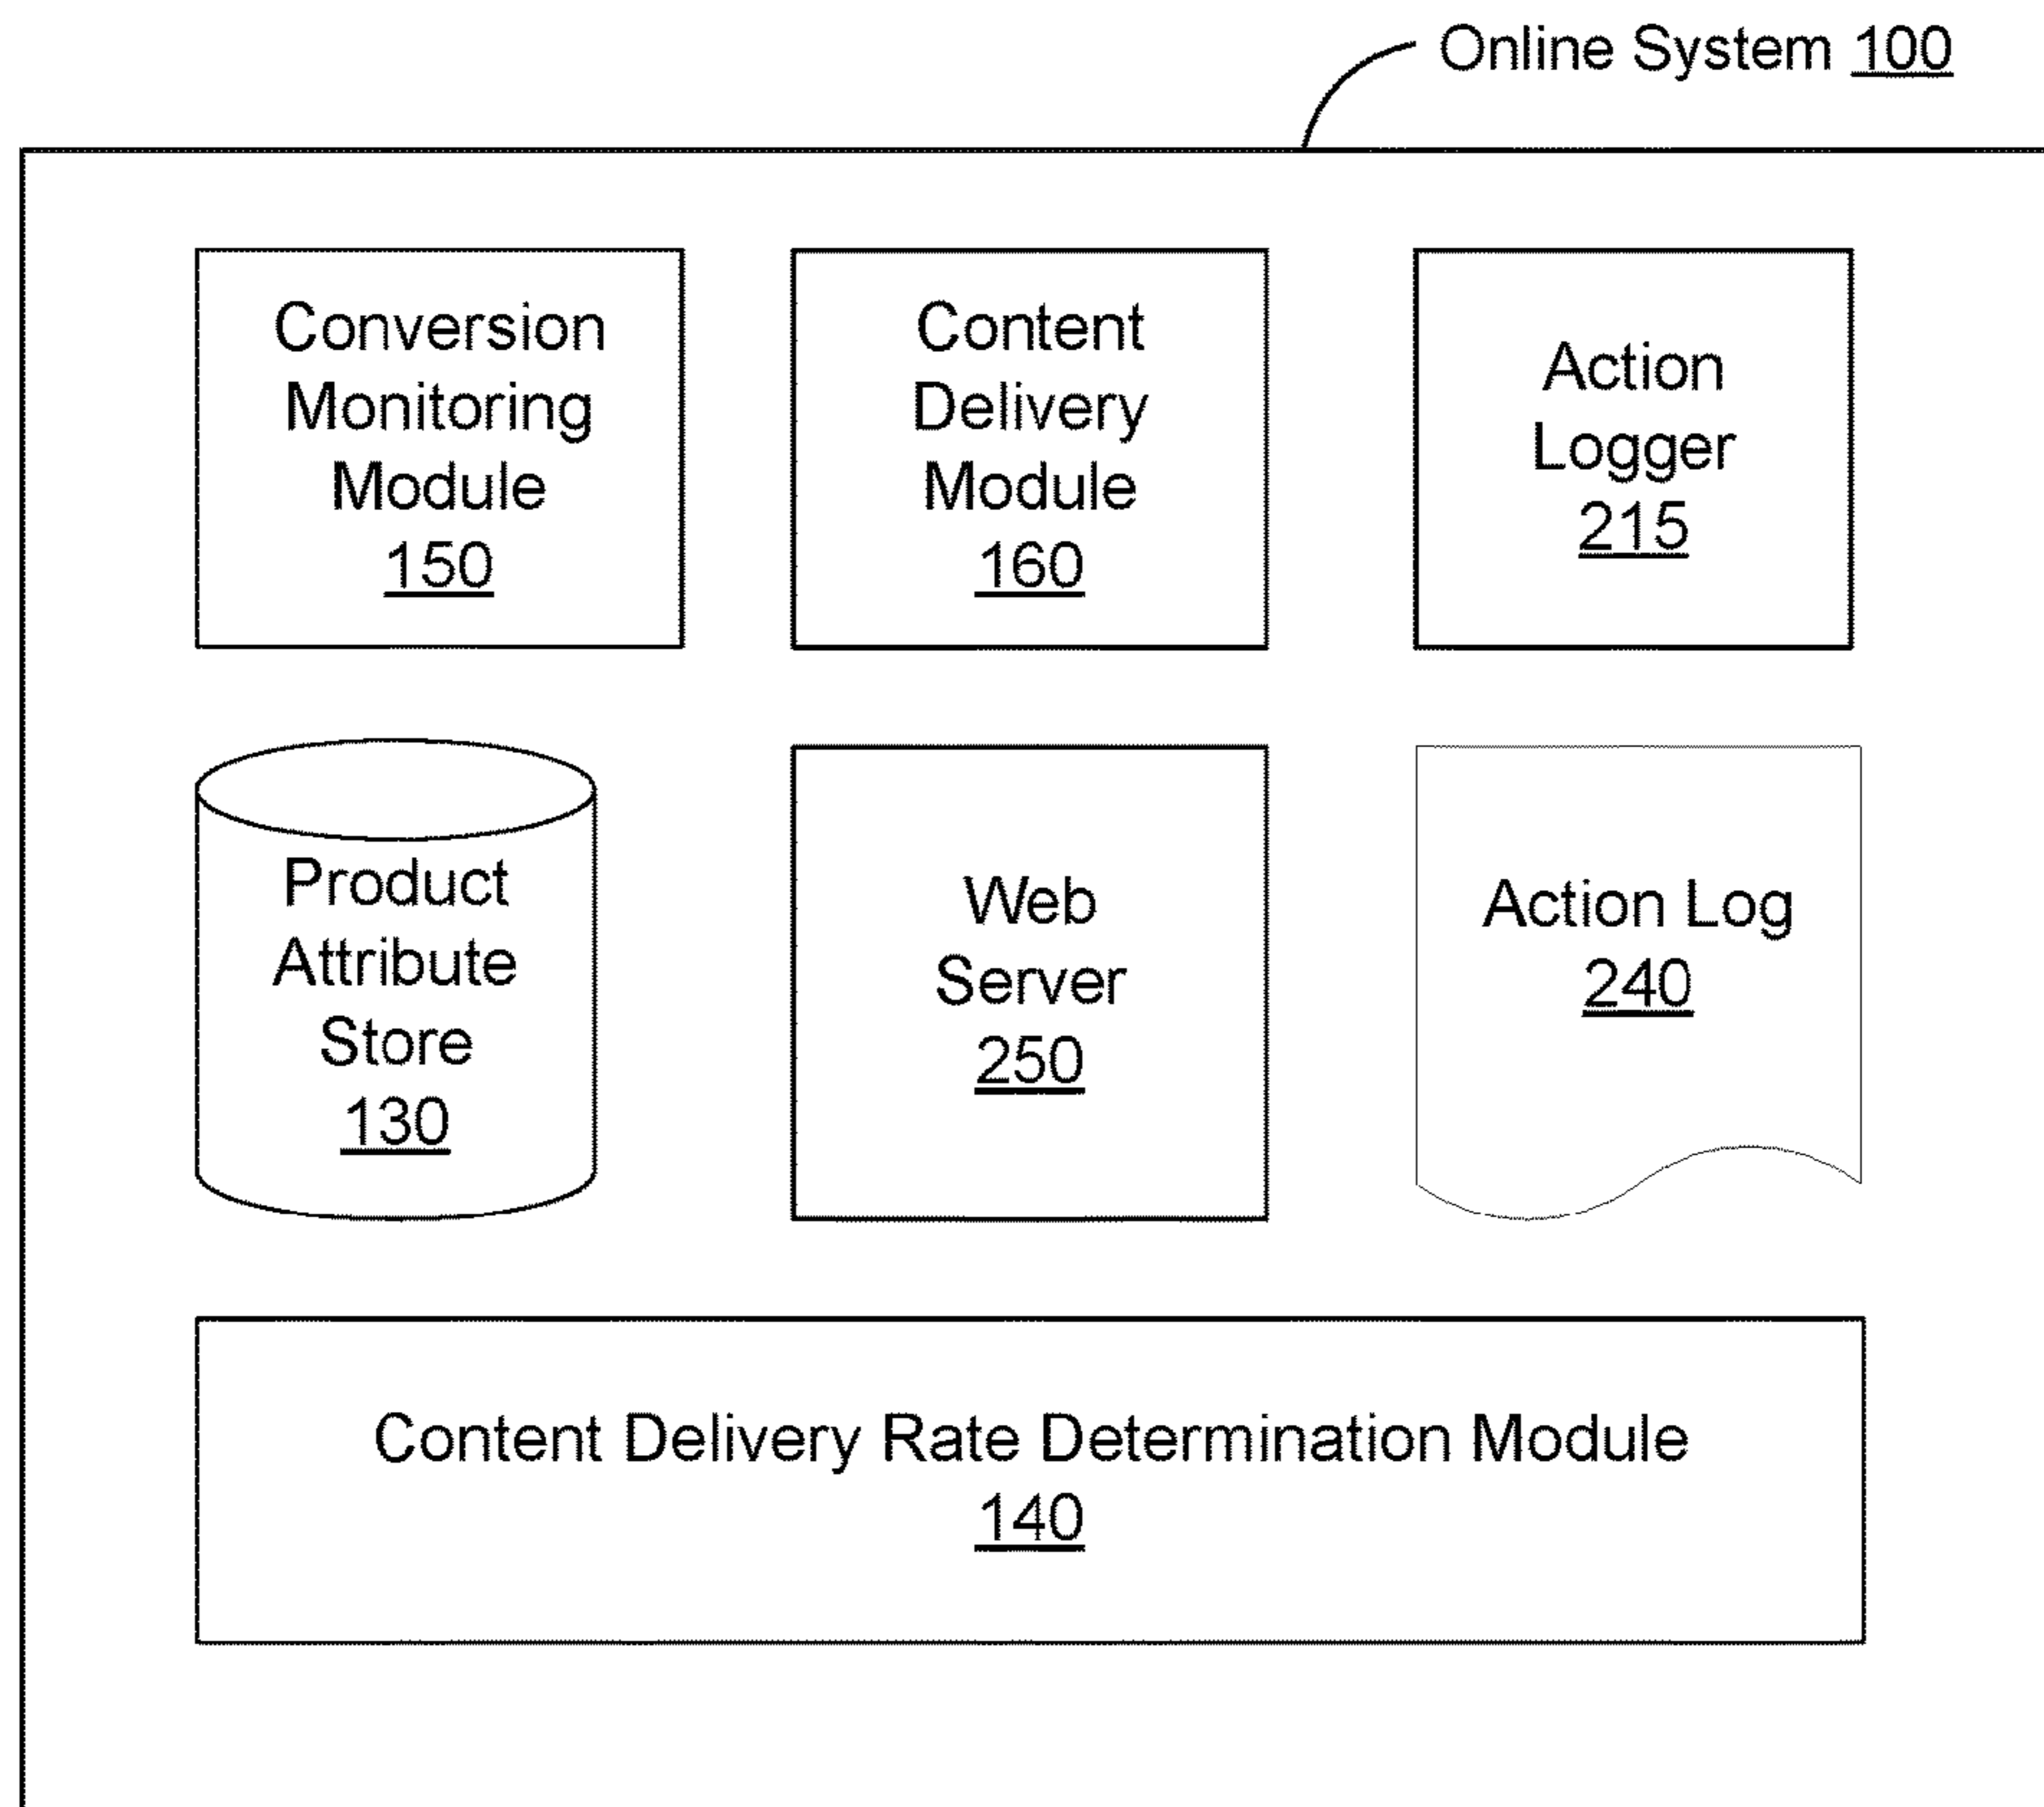 Online System 100
Conversion
Monitoring
Module
150
Content
Delivery
Module
160
Action
Logger
215
Product
Attribute
Store
130
Web
Server
250
Action Log
240
Content Delivery Rate Determination Module
140